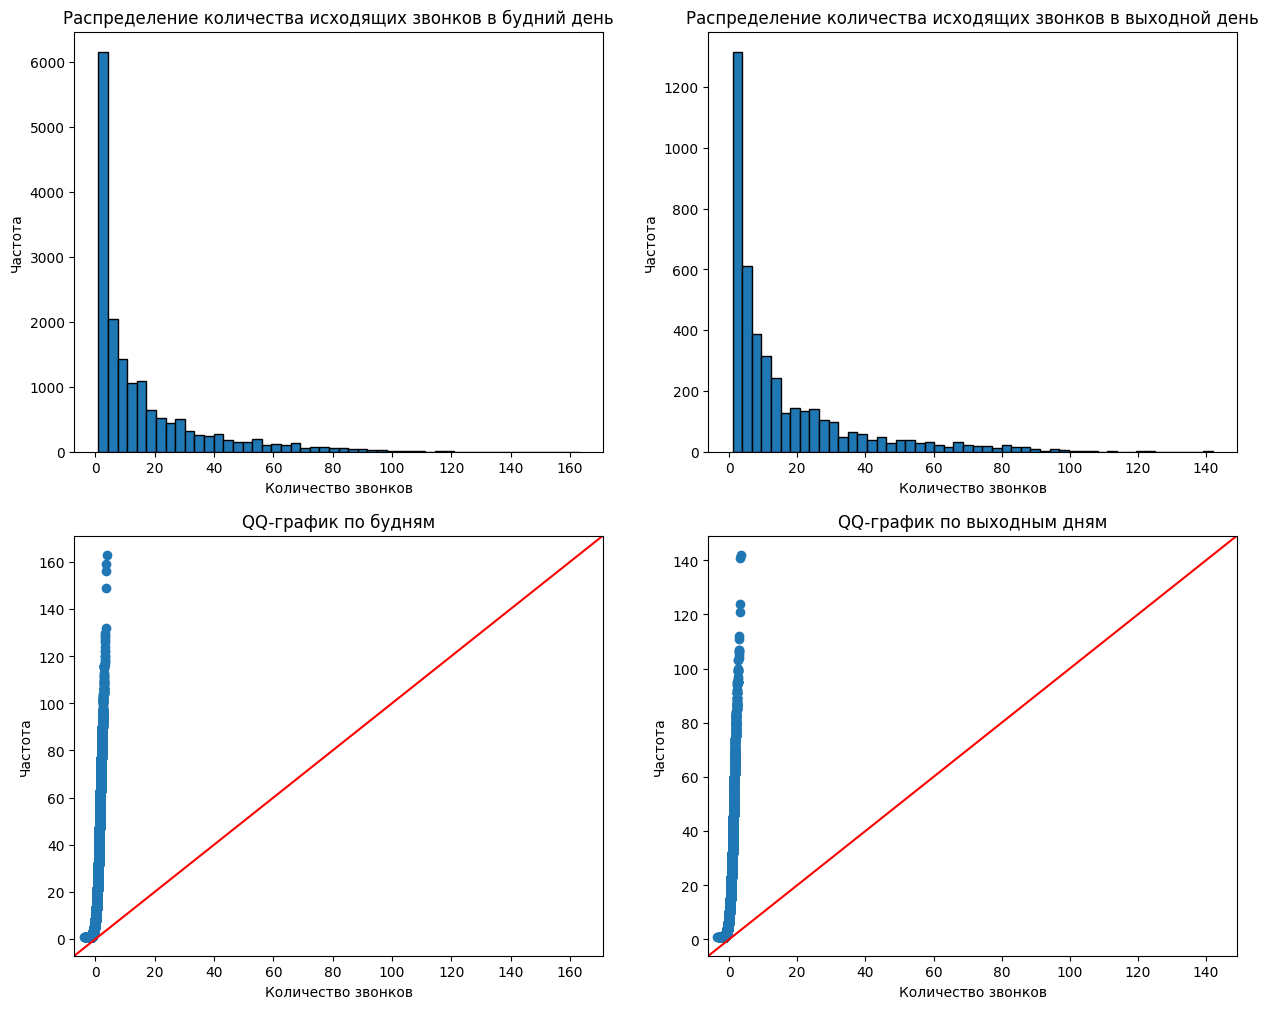 Распределение количества исходящих звонков в будний день
Распределение количества исходящих звонков в выходной день
6000
5000
4000
3000
2000
1000
0
Частота
0 20 40 60 80 100 120 140 160
Количество звонков
1200
1000
800
600
400
200
0
Частота
0 20 40 60 80 100 120 140
Количество звонков
QQ-график по будням
160
140
120
100
80
60
40
20
0
Частота
0 20 40 60 80 100 120 140 160
Количество звонков
QQ-график по выходным дням
140
120
100
80
60
40
20
0
Частота
0 20 40 60 80 100 120 140
Количество звонков